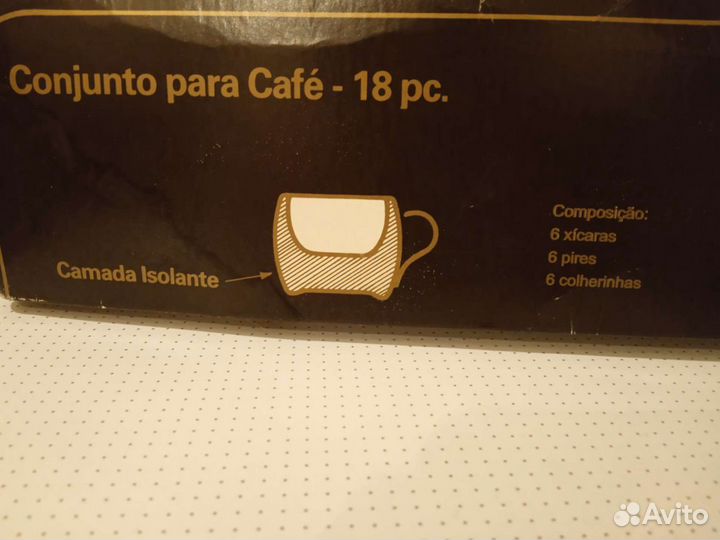 Conjunto para Café - 18 pc.
Camada Isolante
Composição:
6 xícaras
6 pires
6 colherinhas
Avito